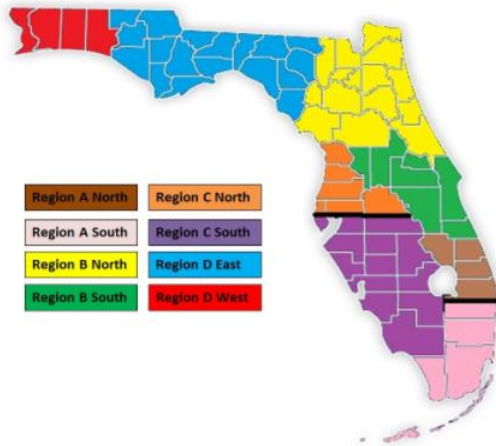 Region A North
Region C North
Region A South
Region C South
Region B North
Region D East
Region B South
Region D West